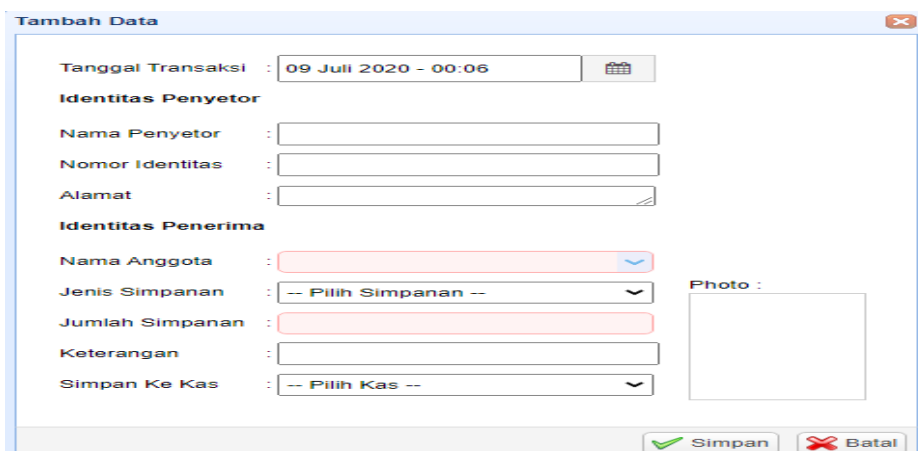 Tambah Data
Tanggal Transaksi : 09 Juli 2020 - 00:06
Identitas Penyetor
Nama Penyetor :
Nomor Identitas :
Alamat :
Identitas Penerima
Nama Anggota :
Jenis Simpanan : -- Pilih Simpanan --
Photo :
Jumlah Simpanan :
Keterangan :
Simpan Ke Kas : -- Pilih Kas --
Simpan Batal